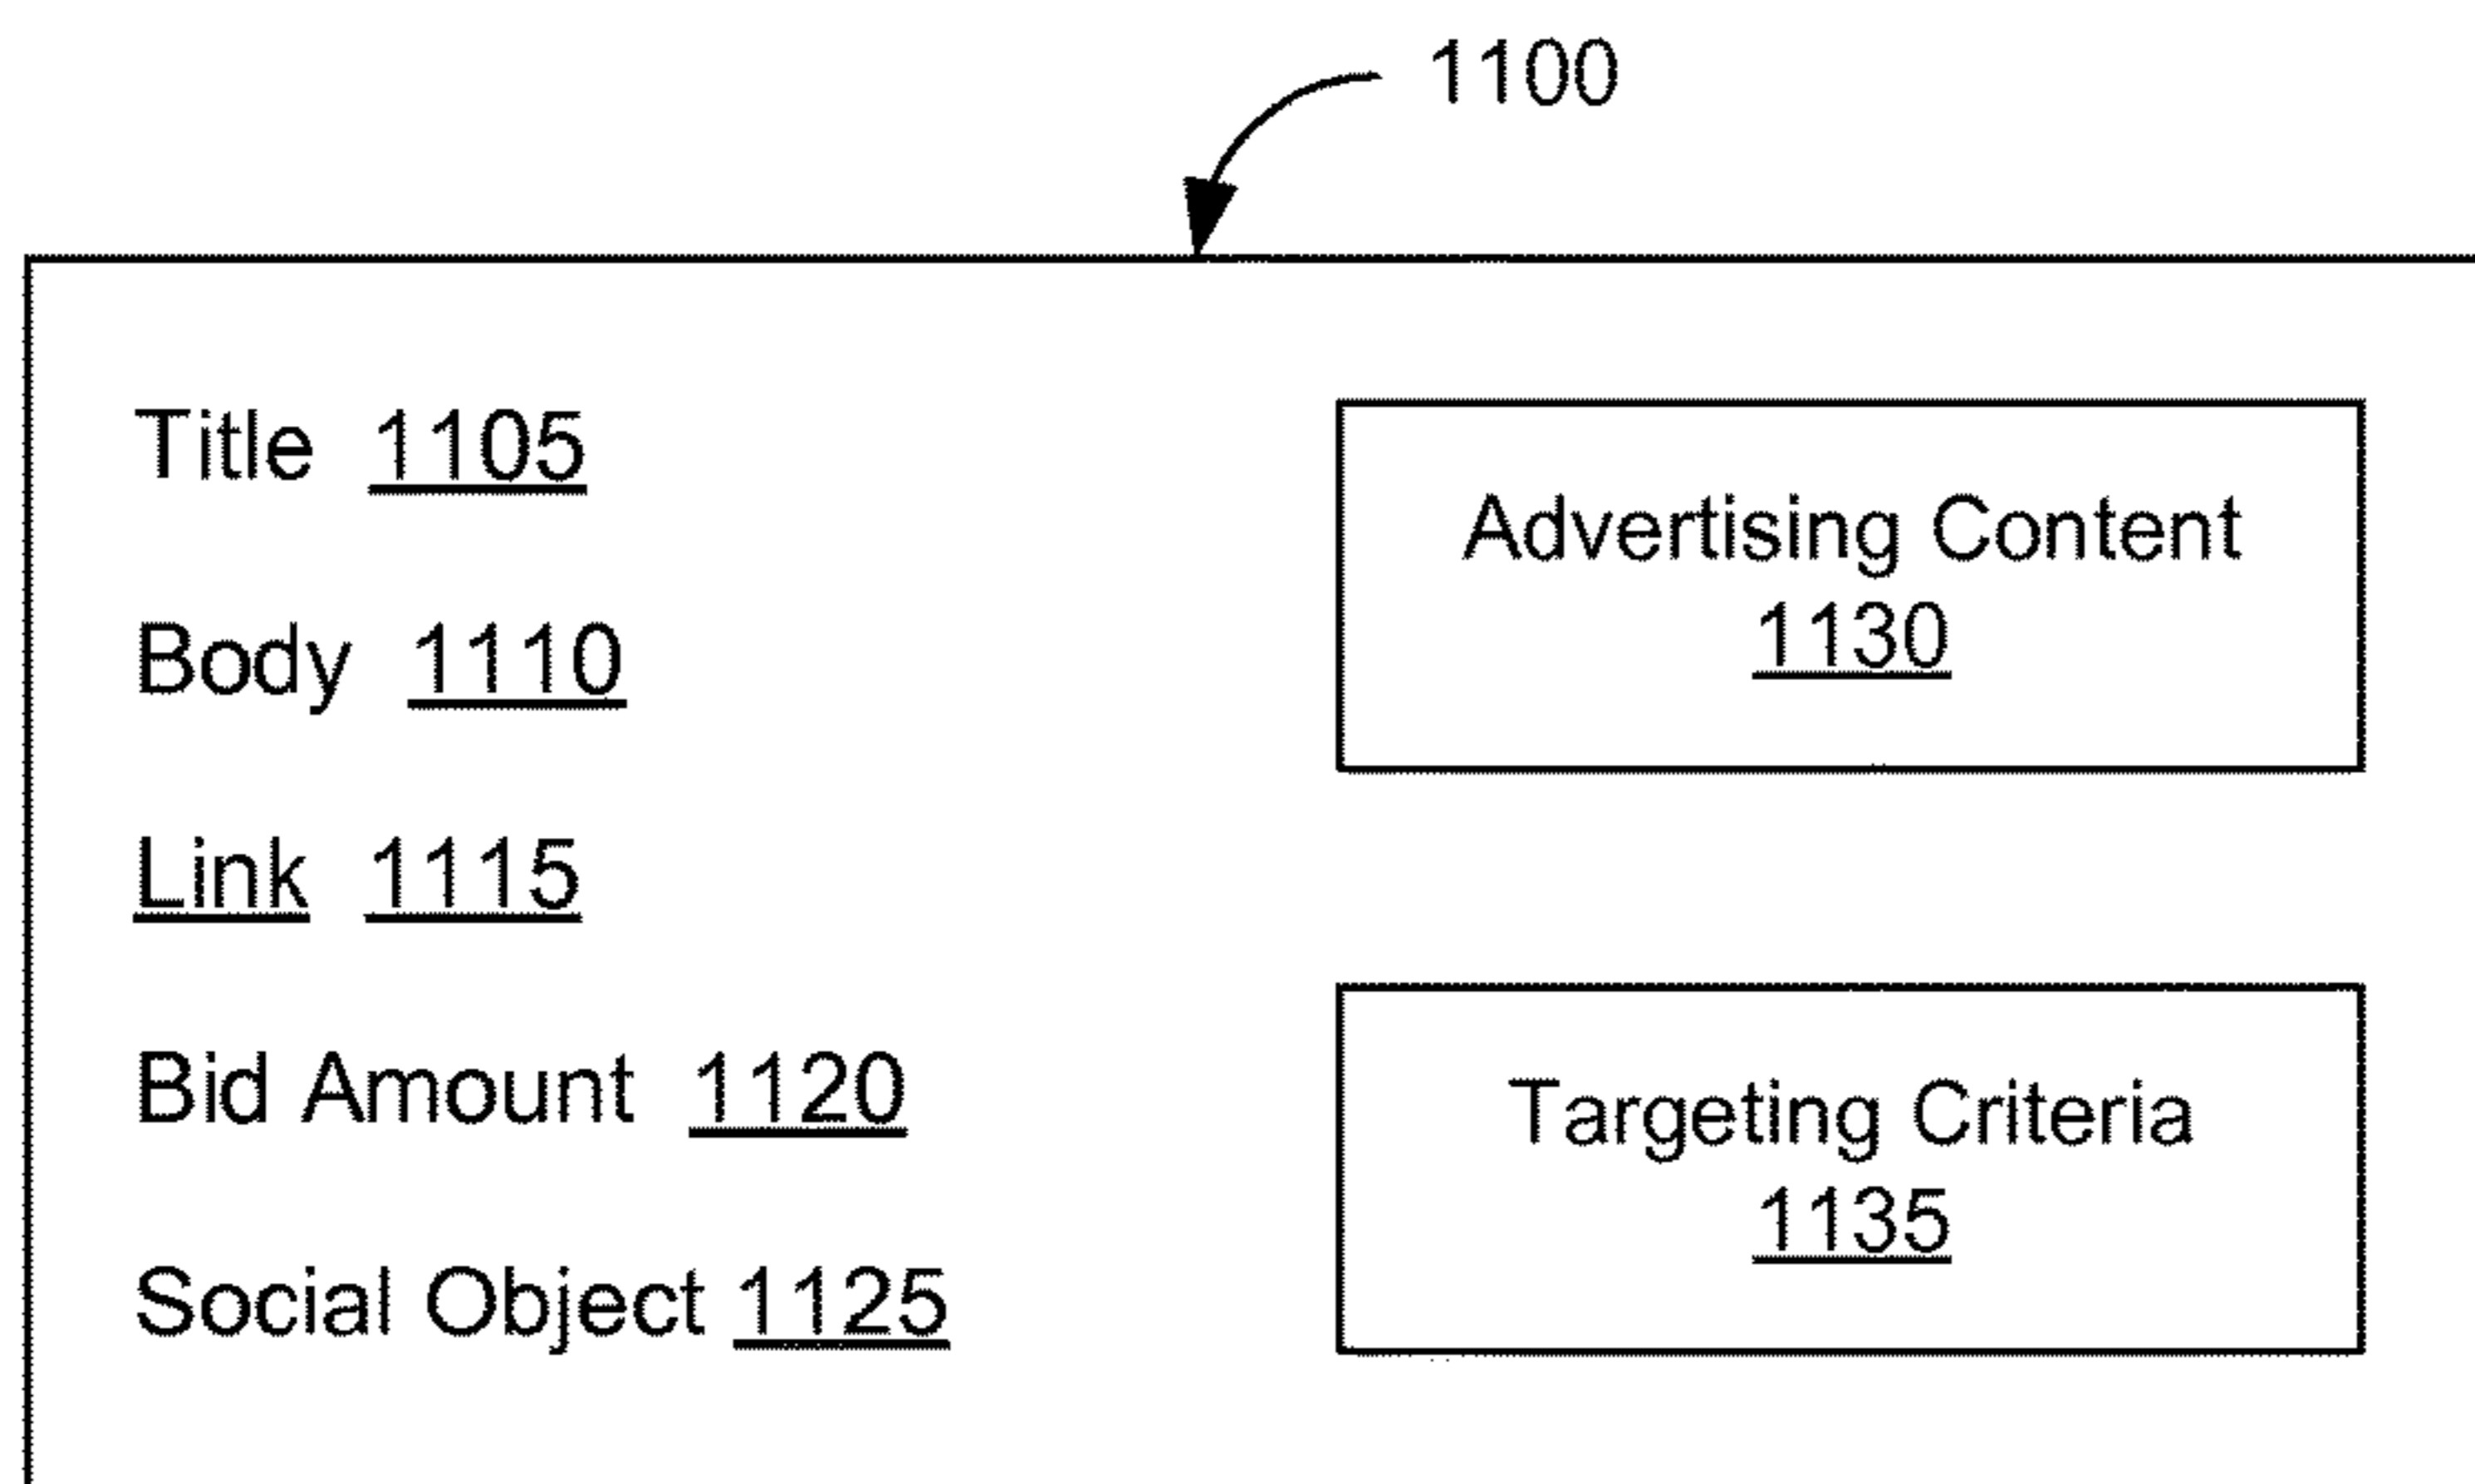 1100
Title 1105
Body 1110
Link 1115
Bid Amount 1120
Social Object 1125
Advertising Content
1130
Targeting Criteria
1135